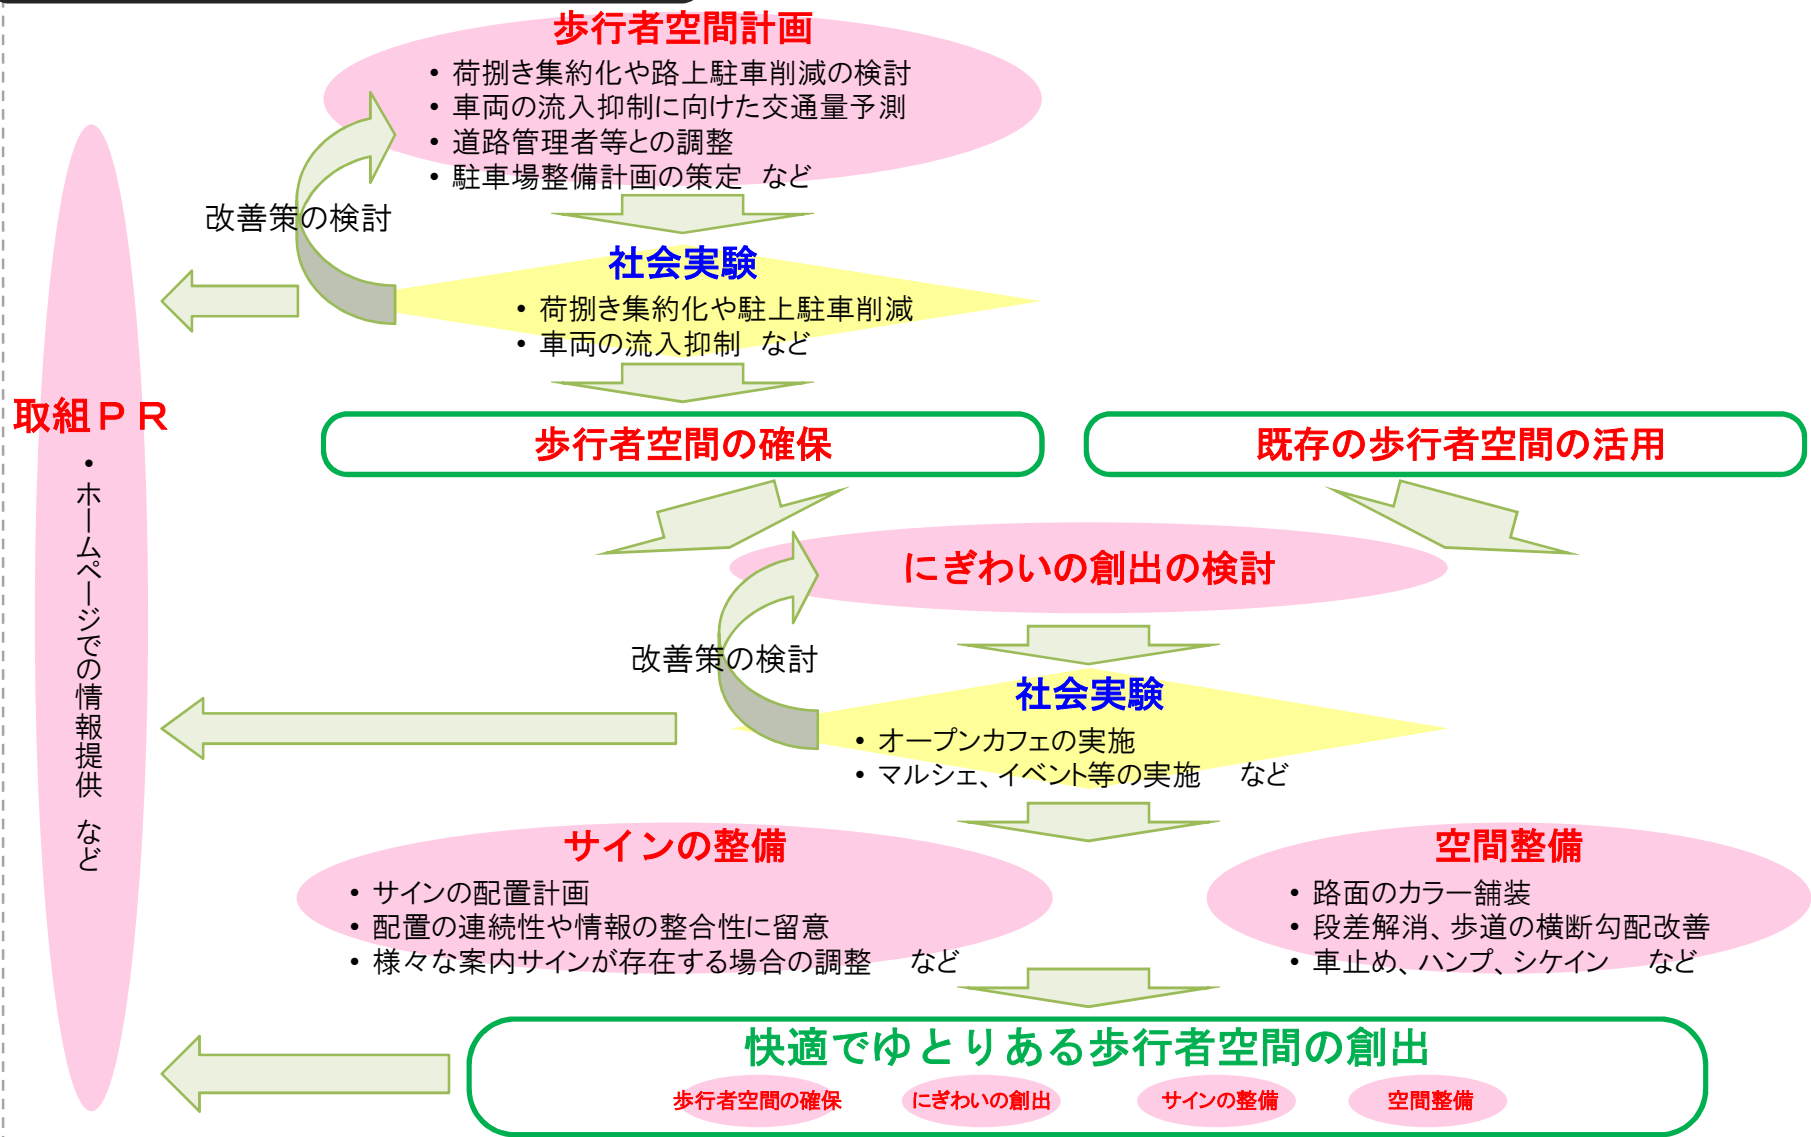 歩行者空間計画
• 荷捌き集約化や路上駐車削減の検討
• 車両の流入抑制に向けた交通量予測
• 道路管理者等との調整
• 駐車場整備計画の策定　など
改善策の検討
社会実験
• 荷捌き集約化や駐上駐車削減
• 車両の流入抑制　など
取組ＰＲ
・ホームページでの情報提供　など
歩行者空間の確保
既存の歩行者空間の活用
にぎわいの創出の検討
改善策の検討
社会実験
• オープンカフェの実施
• マルシェ、イベント等の実施　など
サインの整備
• サインの配置計画
• 配置の連続性や情報の整合性に留意
• 様々な案内サインが存在する場合の調整　など
空間整備
• 路面のカラー舗装
• 段差解消、歩道の横断勾配改善
• 車止め、ハンプ、シケイン　など
快適でゆとりある歩行者空間の創出
歩行者空間の確保
にぎわいの創出
サインの整備
空間整備